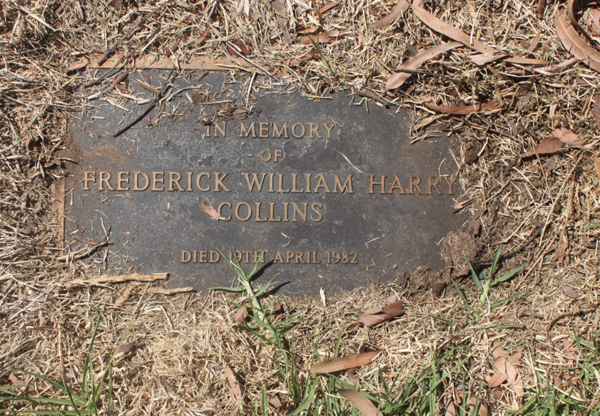 IN MEMORY
- OF -
FREDERICK WILLIAM HARRY
COLLINS
DIED 19TH APRIL 1982